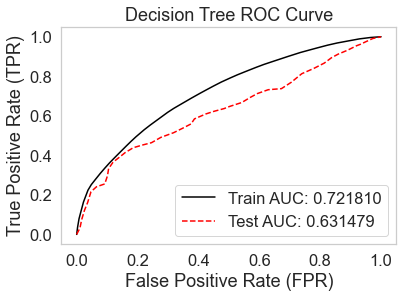 Decision Tree ROC Curve
True Positive Rate (TPR)
1.0
0.8
0.6
0.4
0.2
0.0
Train AUC: 0.721810
Test AUC: 0.631479
0.0 0.2 0.4 0.6 0.8 1.0
False Positive Rate (FPR)